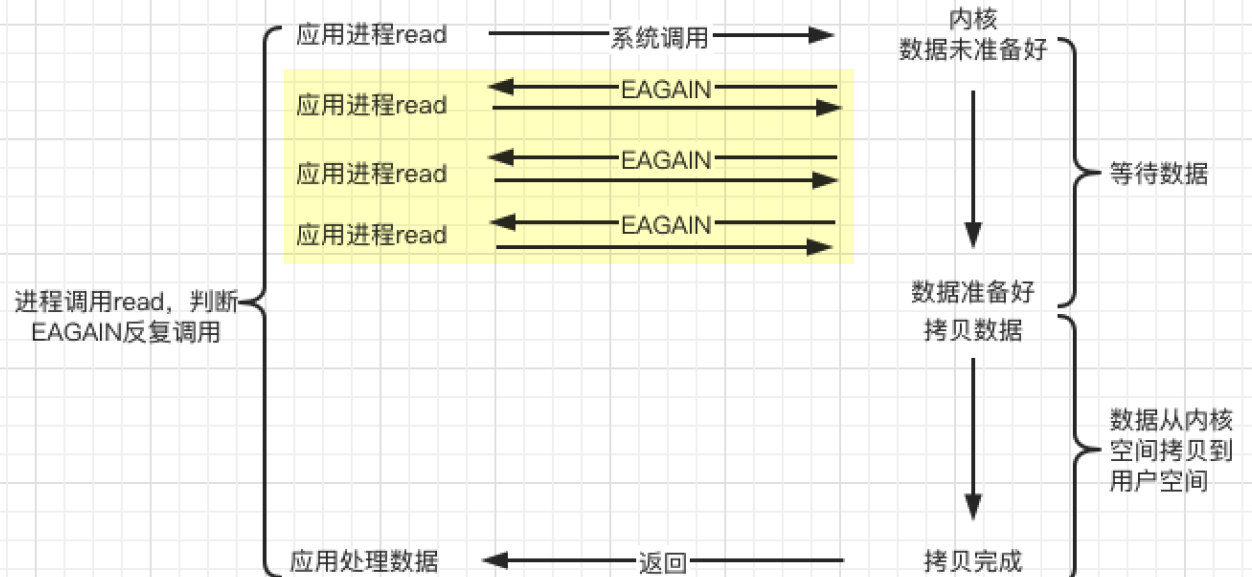 内核
应用进程read
系统调用
数据未准备好
EAGAIN
应用进程read
EAGAIN
应用进程read
等待数据
EAGAIN
应用进程read
数据准备好
进程调用read，判断
EAGAIN反复调用
拷贝数据
数据从内核
空间拷贝到
用户空间
应用处理数据
返回
拷贝完成